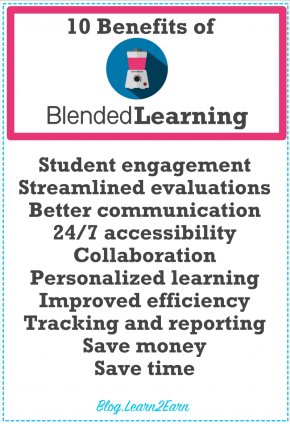 10 Benefits of
BlendedLearning
Student engagement
Streamlined evaluations
Better communication
24/7 accessibility
Collaboration
Personalized learning
Improved efficiency
Tracking and reporting
Save money
Save time
Blog.Learn2Earn